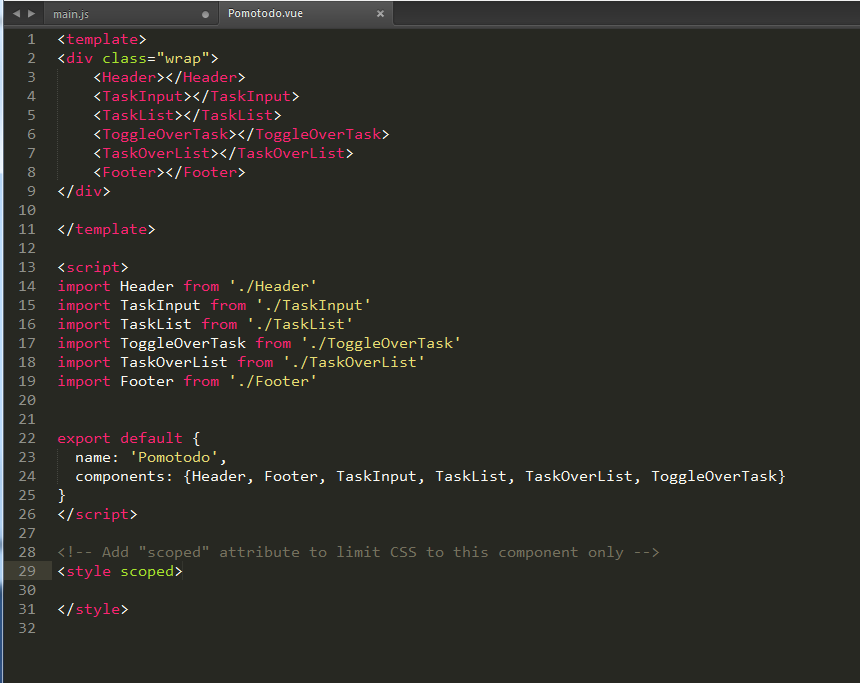 main.js
Pomotodo.vue
1 <template>
2 <div class="wrap">
3     <Header></Header>
4     <TaskInput></TaskInput>
5     <TaskList></TaskList>
6     <ToggleOverTask></ToggleOverTask>
7     <TaskOverList></TaskOverList>
8     <Footer></Footer>
9 </div>
10
11 </template>
12
13 <script>
14 import Header from './Header'
15 import TaskInput from './TaskInput'
16 import TaskList from './TaskList'
17 import ToggleOverTask from './ToggleOverTask'
18 import TaskOverList from './TaskOverList'
19 import Footer from './Footer'
20
21
22 export default {
23   name: 'Pomotodo',
24   components: {Header, Footer, TaskInput, TaskList, TaskOverList, ToggleOverTask}
25 }
26 </script>
27
28 <!-- Add "scoped" attribute to limit CSS to this component only -->
29 <style scoped>
30
31 </style>
32